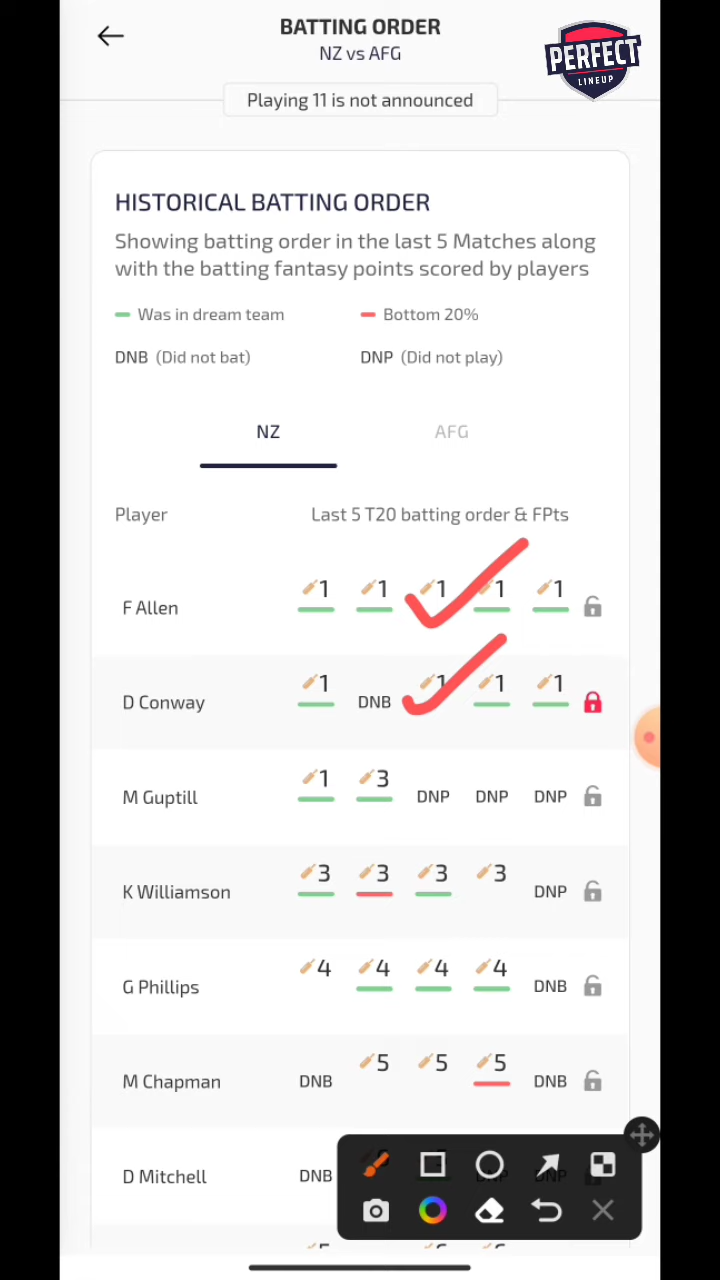 BATTING ORDER
NZ vs AFG
PERFECT
LINEUP
Playing 11 is not announced
HISTORICAL BATTING ORDER
Showing batting order in the last 5 Matches along
with the batting fantasy points scored by players
Was in dream team Bottom 20%
DNB (Did not bat) DNP (Did not play)
NZ AFG
Player Last 5 T20 batting order & FPts
F Allen 1 1 1 1 1
D Conway 1 DNB 1 1 1
M Guptill 1 3 DNP DNP DNP
K Williamson 3 3 3 3 DNP
G Phillips 4 4 4 4 DNB
M Chapman DNB 5 5 5 DNB
D Mitchell DNB